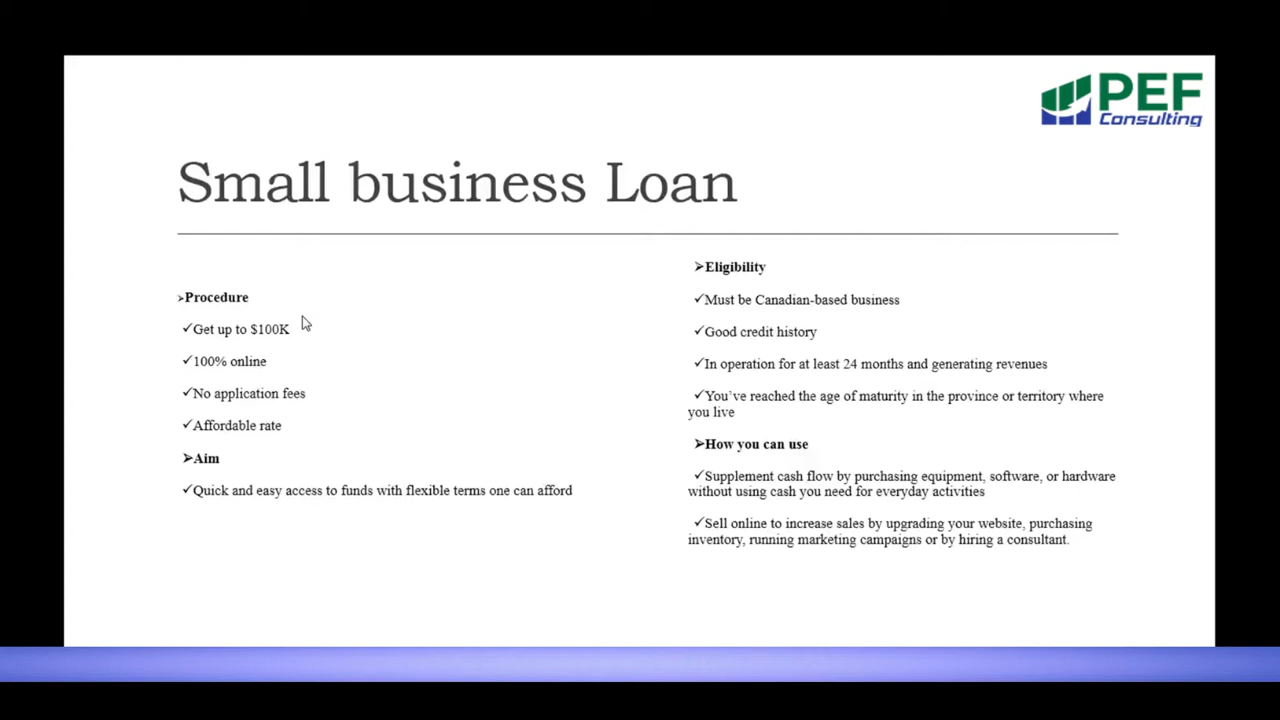 PEF
Consulting
Small business Loan
➢Procedure
✓Get up to $100K
✓100% online
✓No application fees
✓Affordable rate
➢Aim
✓Quick and easy access to funds with flexible terms one can afford
➢Eligibility
✓Must be Canadian-based business
✓Good credit history
✓In operation for at least 24 months and generating revenues
✓You've reached the age of maturity in the province or territory where
you live
➢How you can use
✓Supplement cash flow by purchasing equipment, software, or hardware
without using cash you need for everyday activities
✓Sell online to increase sales by upgrading your website, purchasing
inventory, running marketing campaigns or by hiring a consultant.